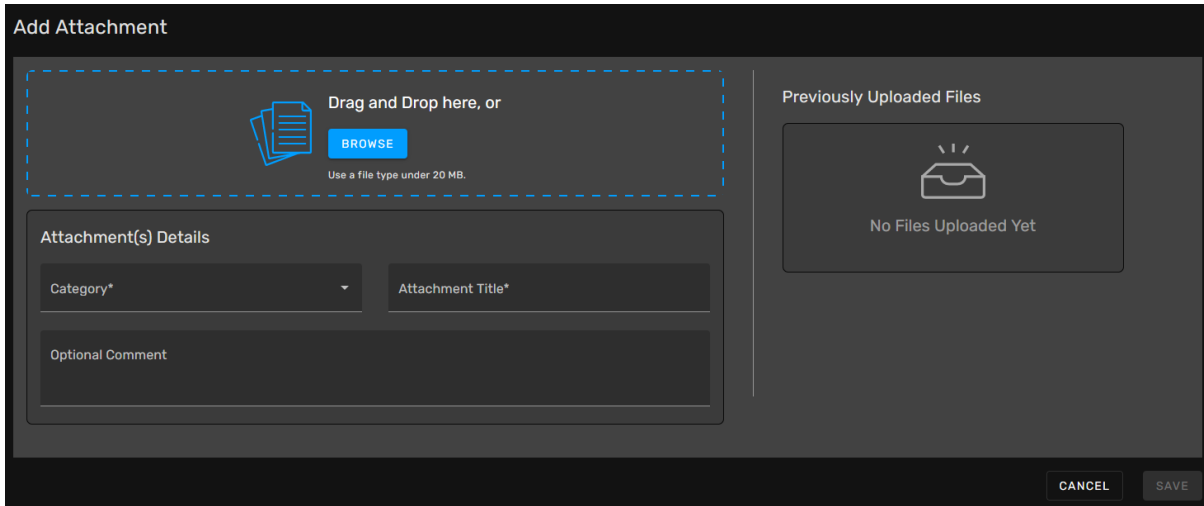 Add Attachment
Drag and Drop here, or
BROWSE
Use a file type under 20 MB.
Attachment(s) Details
Category*
Attachment Title*
Optional Comment
Previously Uploaded Files
No Files Uploaded Yet
CANCEL
SAVE